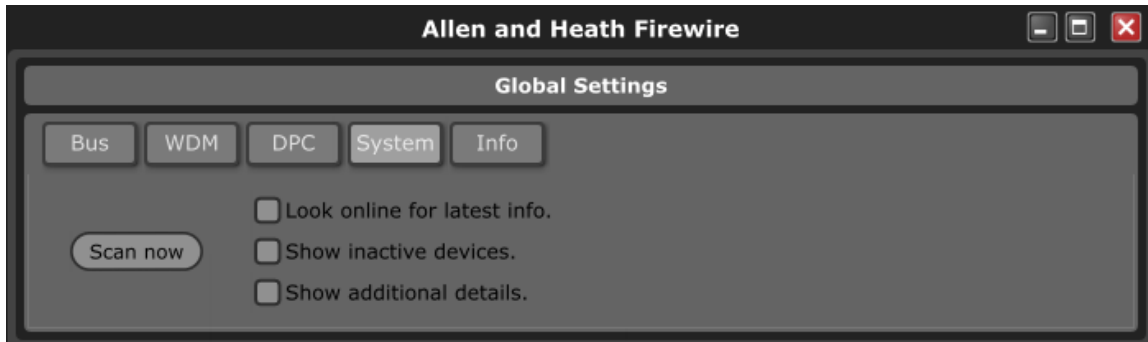 Allen and Heath Firewire
Global Settings
Bus WDM DPC System Info
Look online for latest info.
Scan now Show inactive devices.
Show additional details.